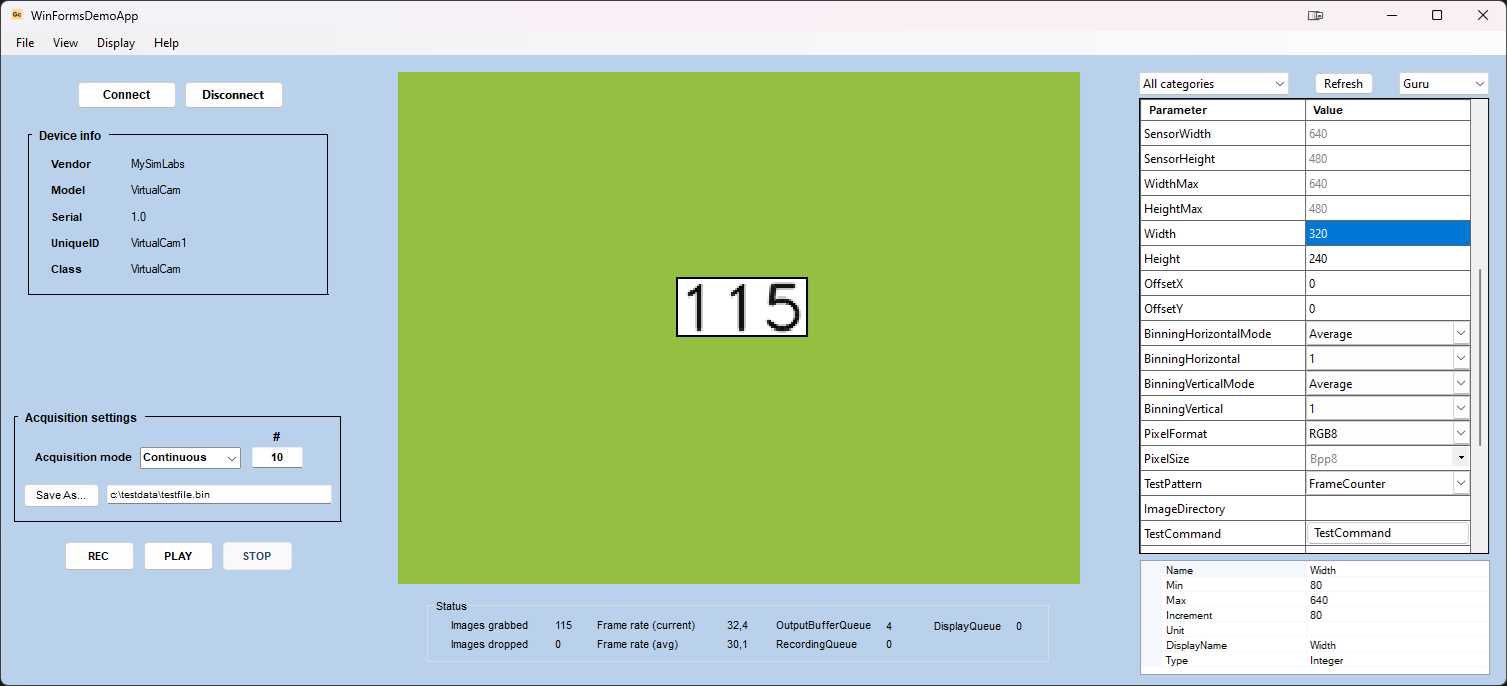 Gc WinFormsDemoApp
File View Display Help
Connect Disconnect
Device info
Vendor MySimLabs
Model VirtualCam
Serial 1.0
UniqueID VirtualCam1
Class VirtualCam
Acquisition settings
#
Acquisition mode Continuous 10
Save As... c:\testdata\testfile.bin
REC PLAY STOP
115
Status
Images grabbed 115 Frame rate (current) 32,4 OutputBufferQueue 4 DisplayQueue 0
Images dropped 0 Frame rate (avg) 30,1 RecordingQueue 0
All categories Refresh Guru
Parameter Value
SensorWidth 640
SensorHeight 480
WidthMax 640
HeightMax 480
Width 320
Height 240
OffsetX 0
OffsetY 0
BinningHorizontalMode Average
BinningHorizontal 1
BinningVerticalMode Average
BinningVertical 1
PixelFormat RGB8
PixelSize Bpp8
TestPattern FrameCounter
ImageDirectory
TestCommand TestCommand
Name Width
Min 80
Max 640
Increment 80
Unit
DisplayName Width
Type Integer